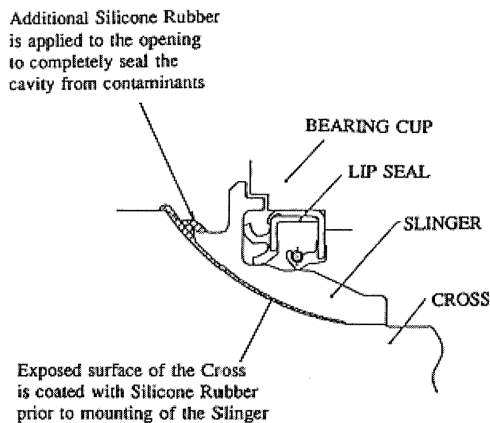 Additional Silicone Rubber
is applied to the opening
to completely seal the
cavity from contaminants
BEARING CUP
LIP SEAL
SLINGER
CROSS
Exposed surface of the Cross
is coated with Silicone Rubber
prior to mounting of the Slinger